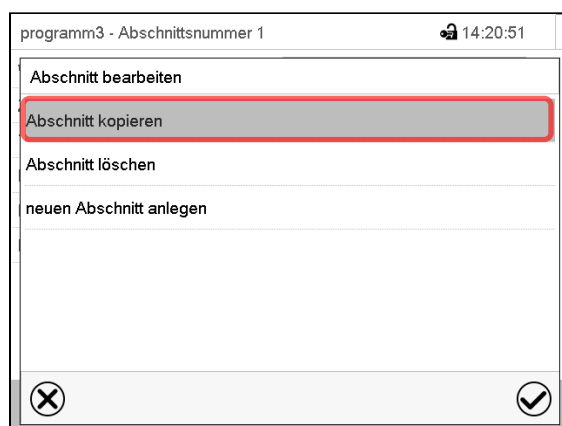 programm3 - Abschnittsnummer 1 14:20:51
Abschnitt bearbeiten
Abschnitt kopieren
Abschnitt löschen
neuen Abschnitt anlegen